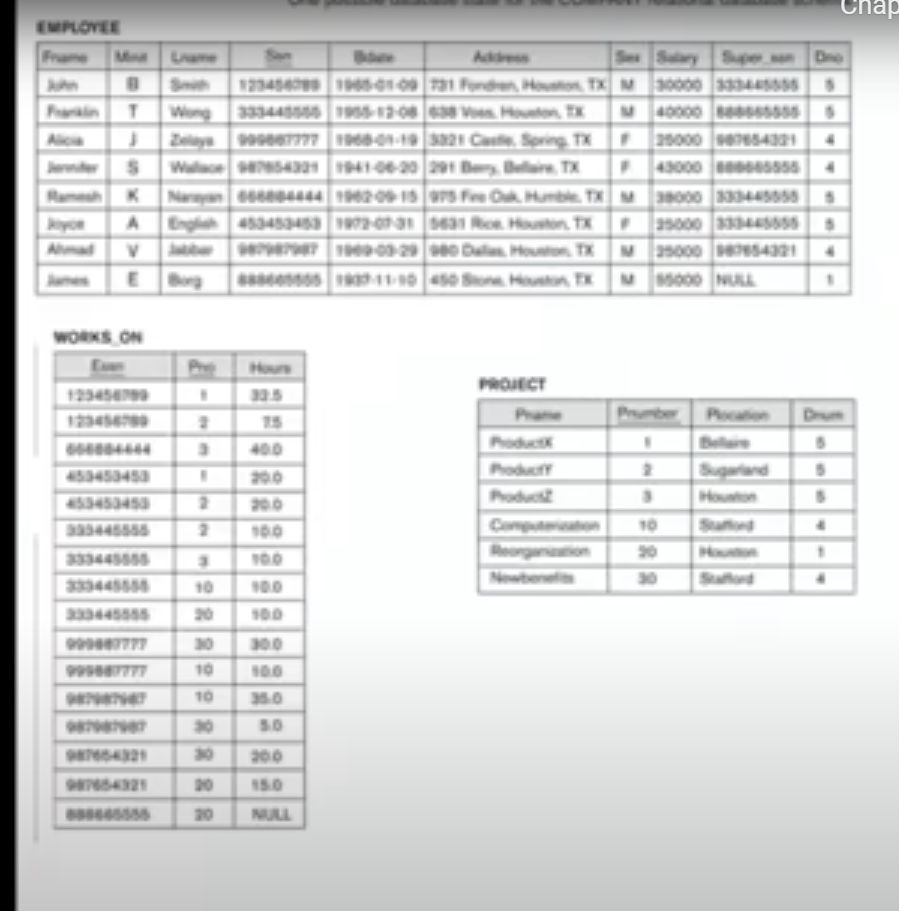 One possible database state for the COMPANY relational database schem
Chap
EMPLOYEE
Fname Minit Lname Ssn Bdate Address Sex Salary Super_ssn Dno
John B Smith 123456789 1965-01-09 731 Fondren, Houston, TX M 30000 333445555 5
Franklin T Wong 333445555 1955-12-08 638 Voss, Houston, TX M 40000 888665555 5
Alicia J Zelaya 999887777 1968-01-19 3321 Castle, Spring, TX F 25000 987654321 4
Jennifer S Wallace 987654321 1941-06-20 291 Berry, Bellaire, TX F 43000 888665555 4
Ramesh K Narayan 666884444 1962-09-15 975 Fire Oak, Humble, TX M 38000 333445555 5
Joyce A English 453453453 1972-07-31 5631 Rice, Houston, TX F 25000 333445555 5
Ahmad V Jabbar 987987987 1969-03-29 980 Dallas, Houston, TX M 25000 987654321 4
James E Borg 888665555 1937-11-10 450 Stone, Houston, TX M 55000 NULL 1
WORKS_ON
Essn Pno Hours
123456789 1 32.5
123456789 2 7.5
666884444 3 40.0
453453453 1 20.0
453453453 2 20.0
333445555 2 10.0
333445555 3 10.0
333445555 10 10.0
333445555 20 10.0
999887777 30 30.0
999887777 10 10.0
987987987 10 35.0
987987987 30 5.0
987654321 30 20.0
987654321 20 15.0
888665555 20 NULL
PROJECT
Pname Pnumber Plocation Dnum
ProductX 1 Bellaire 5
ProductY 2 Sugarland 5
ProductZ 3 Houston 5
Computerization 10 Stafford 4
Reorganization 20 Houston 1
Newbenefits 30 Stafford 4